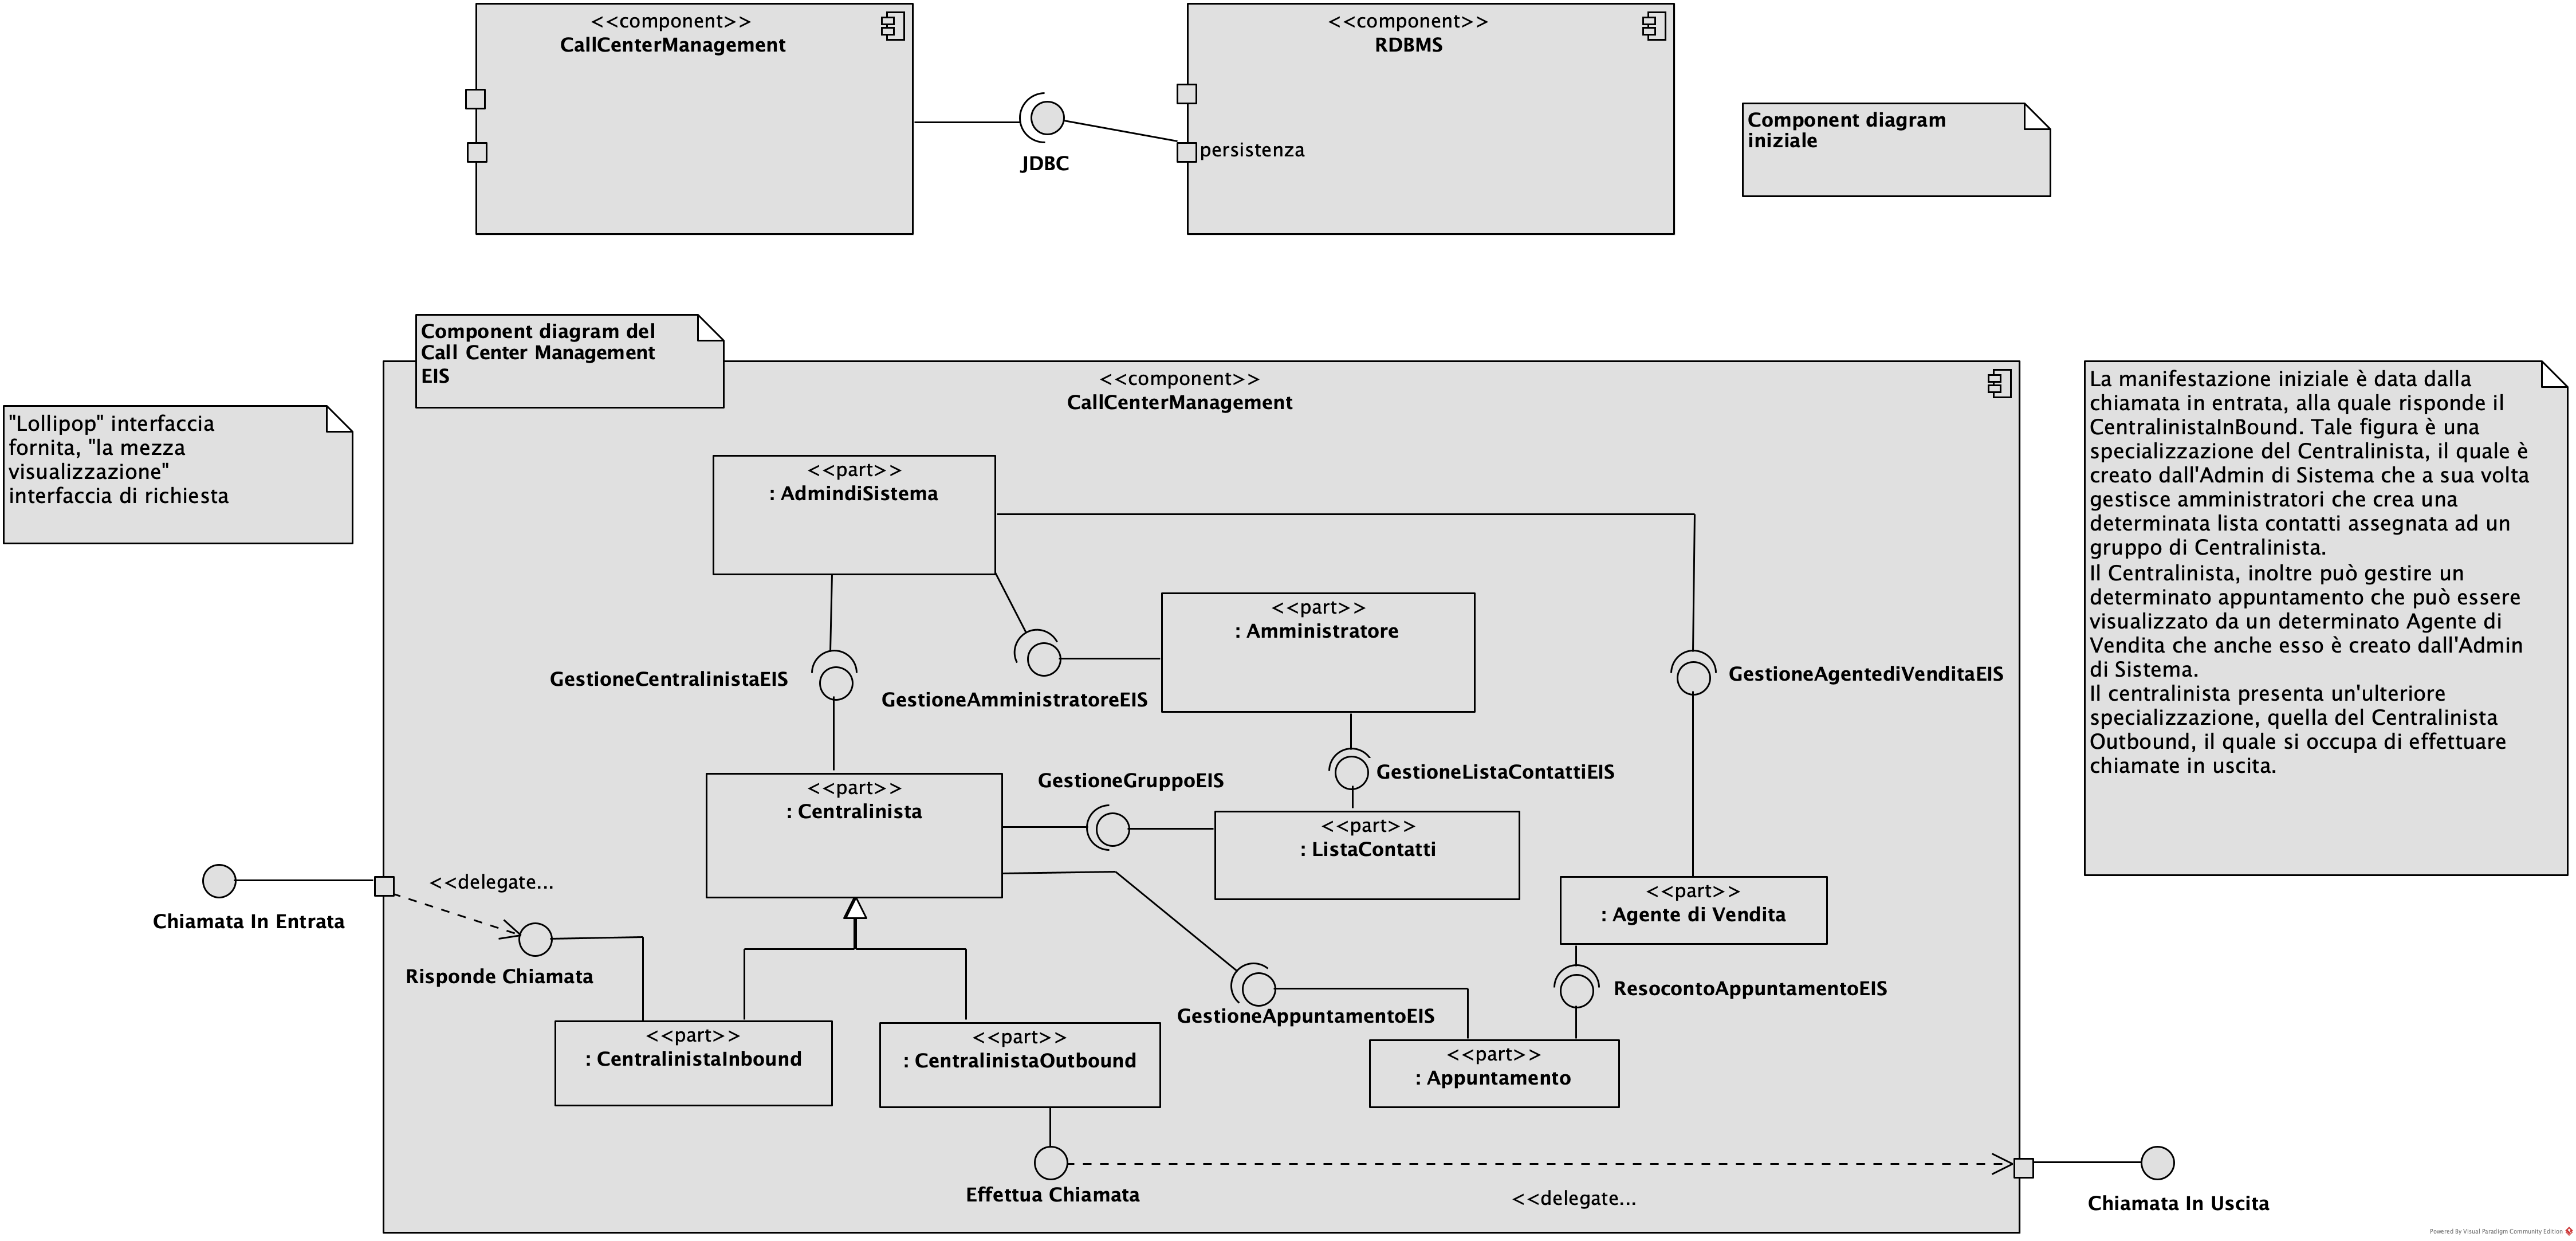 <<component>>
CallCenterManagement
<<component>>
RDBMS
JDBC
persistenza
Component diagram
iniziale
Component diagram del
Call Center Management
EIS
<<component>>
CallCenterManagement
"Lollipop" interfaccia
fornita, "la mezza
visualizzazione"
interfaccia di richiesta
La manifestazione iniziale è data dalla
chiamata in entrata, alla quale risponde il
CentralinistaInBound. Tale figura è una
specializzazione del Centralinista, il quale è
creato dall'Admin di Sistema che a sua volta
gestisce amministratori che crea una
determinata lista contatti assegnata ad un
gruppo di Centralinista.
Il Centralinista, inoltre può gestire un
determinato appuntamento che può essere
visualizzato da un determinato Agente di
Vendita che anche esso è creato dall'Admin
di Sistema.
Il centralinista presenta un'ulteriore
specializzazione, quella del Centralinista
Outbound, il quale si occupa di effettuare
chiamate in uscita.
<<part>>
: AdmindiSistema
<<part>>
: Amministratore
GestioneCentralinistaEIS
GestioneAmministratoreEIS
GestioneAgentediVenditaEIS
<<part>>
: Centralinista
GestioneGruppoEIS
GestioneListaContattiEIS
<<part>>
: ListaContatti
<<part>>
: Agente di Vendita
Chiamata In Entrata
<<delegate...
Risponde Chiamata
<<part>>
: CentralinistaInbound
<<part>>
: CentralinistaOutbound
GestioneAppuntamentoEIS
ResocontoAppuntamentoEIS
<<part>>
: Appuntamento
Effettua Chiamata
<<delegate...
Chiamata In Uscita
Powered By Visual Paradigm Community Edition